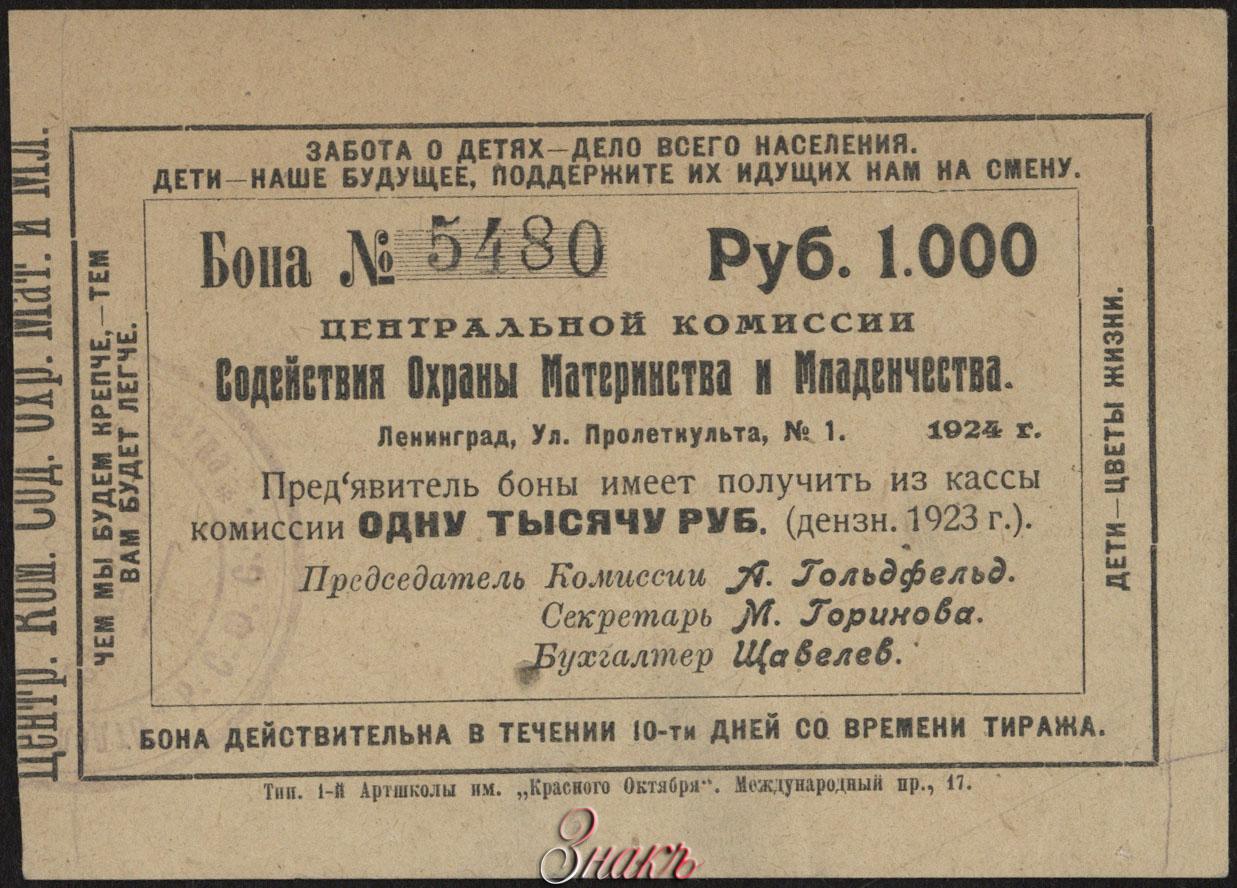 ЗАБОТА О ДЕТЯХ—ДЕЛО ВСЕГО НАСЕЛЕНИЯ.
ДЕТИ—НАШЕ БУДУЩЕЕ, ПОДДЕРЖИТЕ ИХ ИДУЩИХ НАМ НА СМЕНУ.
Центр. Ком. Сод. Охр. Мат. и Мл.
ЧЕМ МЫ БУДЕМ КРЕПЧЕ,—ТЕМ
ВАМ БУДЕТ ЛЕГЧЕ.
Бона № 5480 Руб. 1.000
ЦЕНТРАЛЬНОЙ КОМИССИИ
Содействия Охраны Материнства и Младенчества.
Ленинград, Ул. Пролеткульта, № 1. 1924 г.
Пред‘явитель боны имеет получить из кассы
комиссии ОДНУ ТЫСЯЧУ РУБ. (дензн. 1923 г.).
Председатель Комиссии А. Гольдфельд.
Секретарь М. Горинова.
Бухгалтер Щавелев.
ДЕТИ—ЦВЕТЫ ЖИЗНИ.
БОНА ДЕЙСТВИТЕЛЬНА В ТЕЧЕНИИ 10-ти ДНЕЙ СО ВРЕМЕНИ ТИРАЖА.
Тип. 1-й Артшколы им. „Красного Октября“. Международный пр., 17.
Знакъ